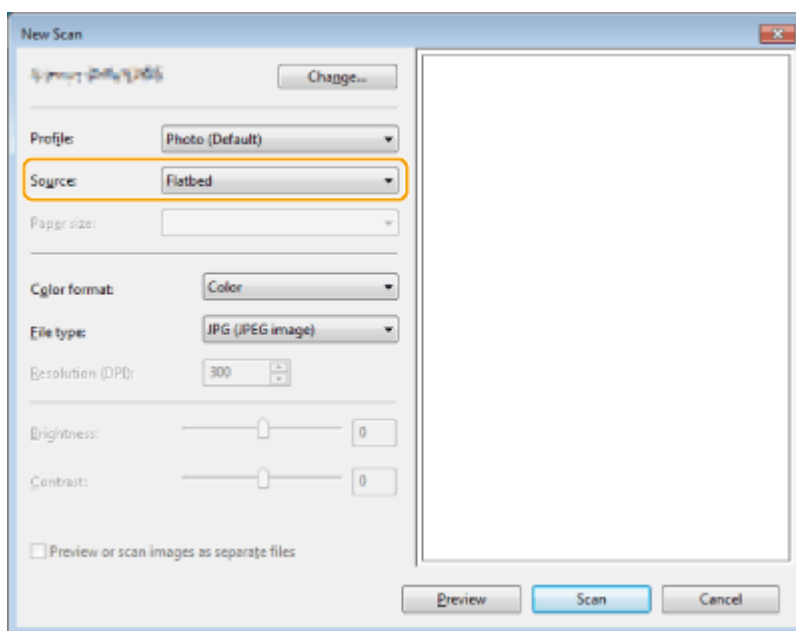 New Scan
Change...
Profile: Photo (Default)
Source: Flatbed
Paper size:
Color format: Color
File type: JPG (JPEG image)
Resolution (DPI): 300
Brightness: 0
Contrast: 0
Preview or scan images as separate files
Preview Scan Cancel